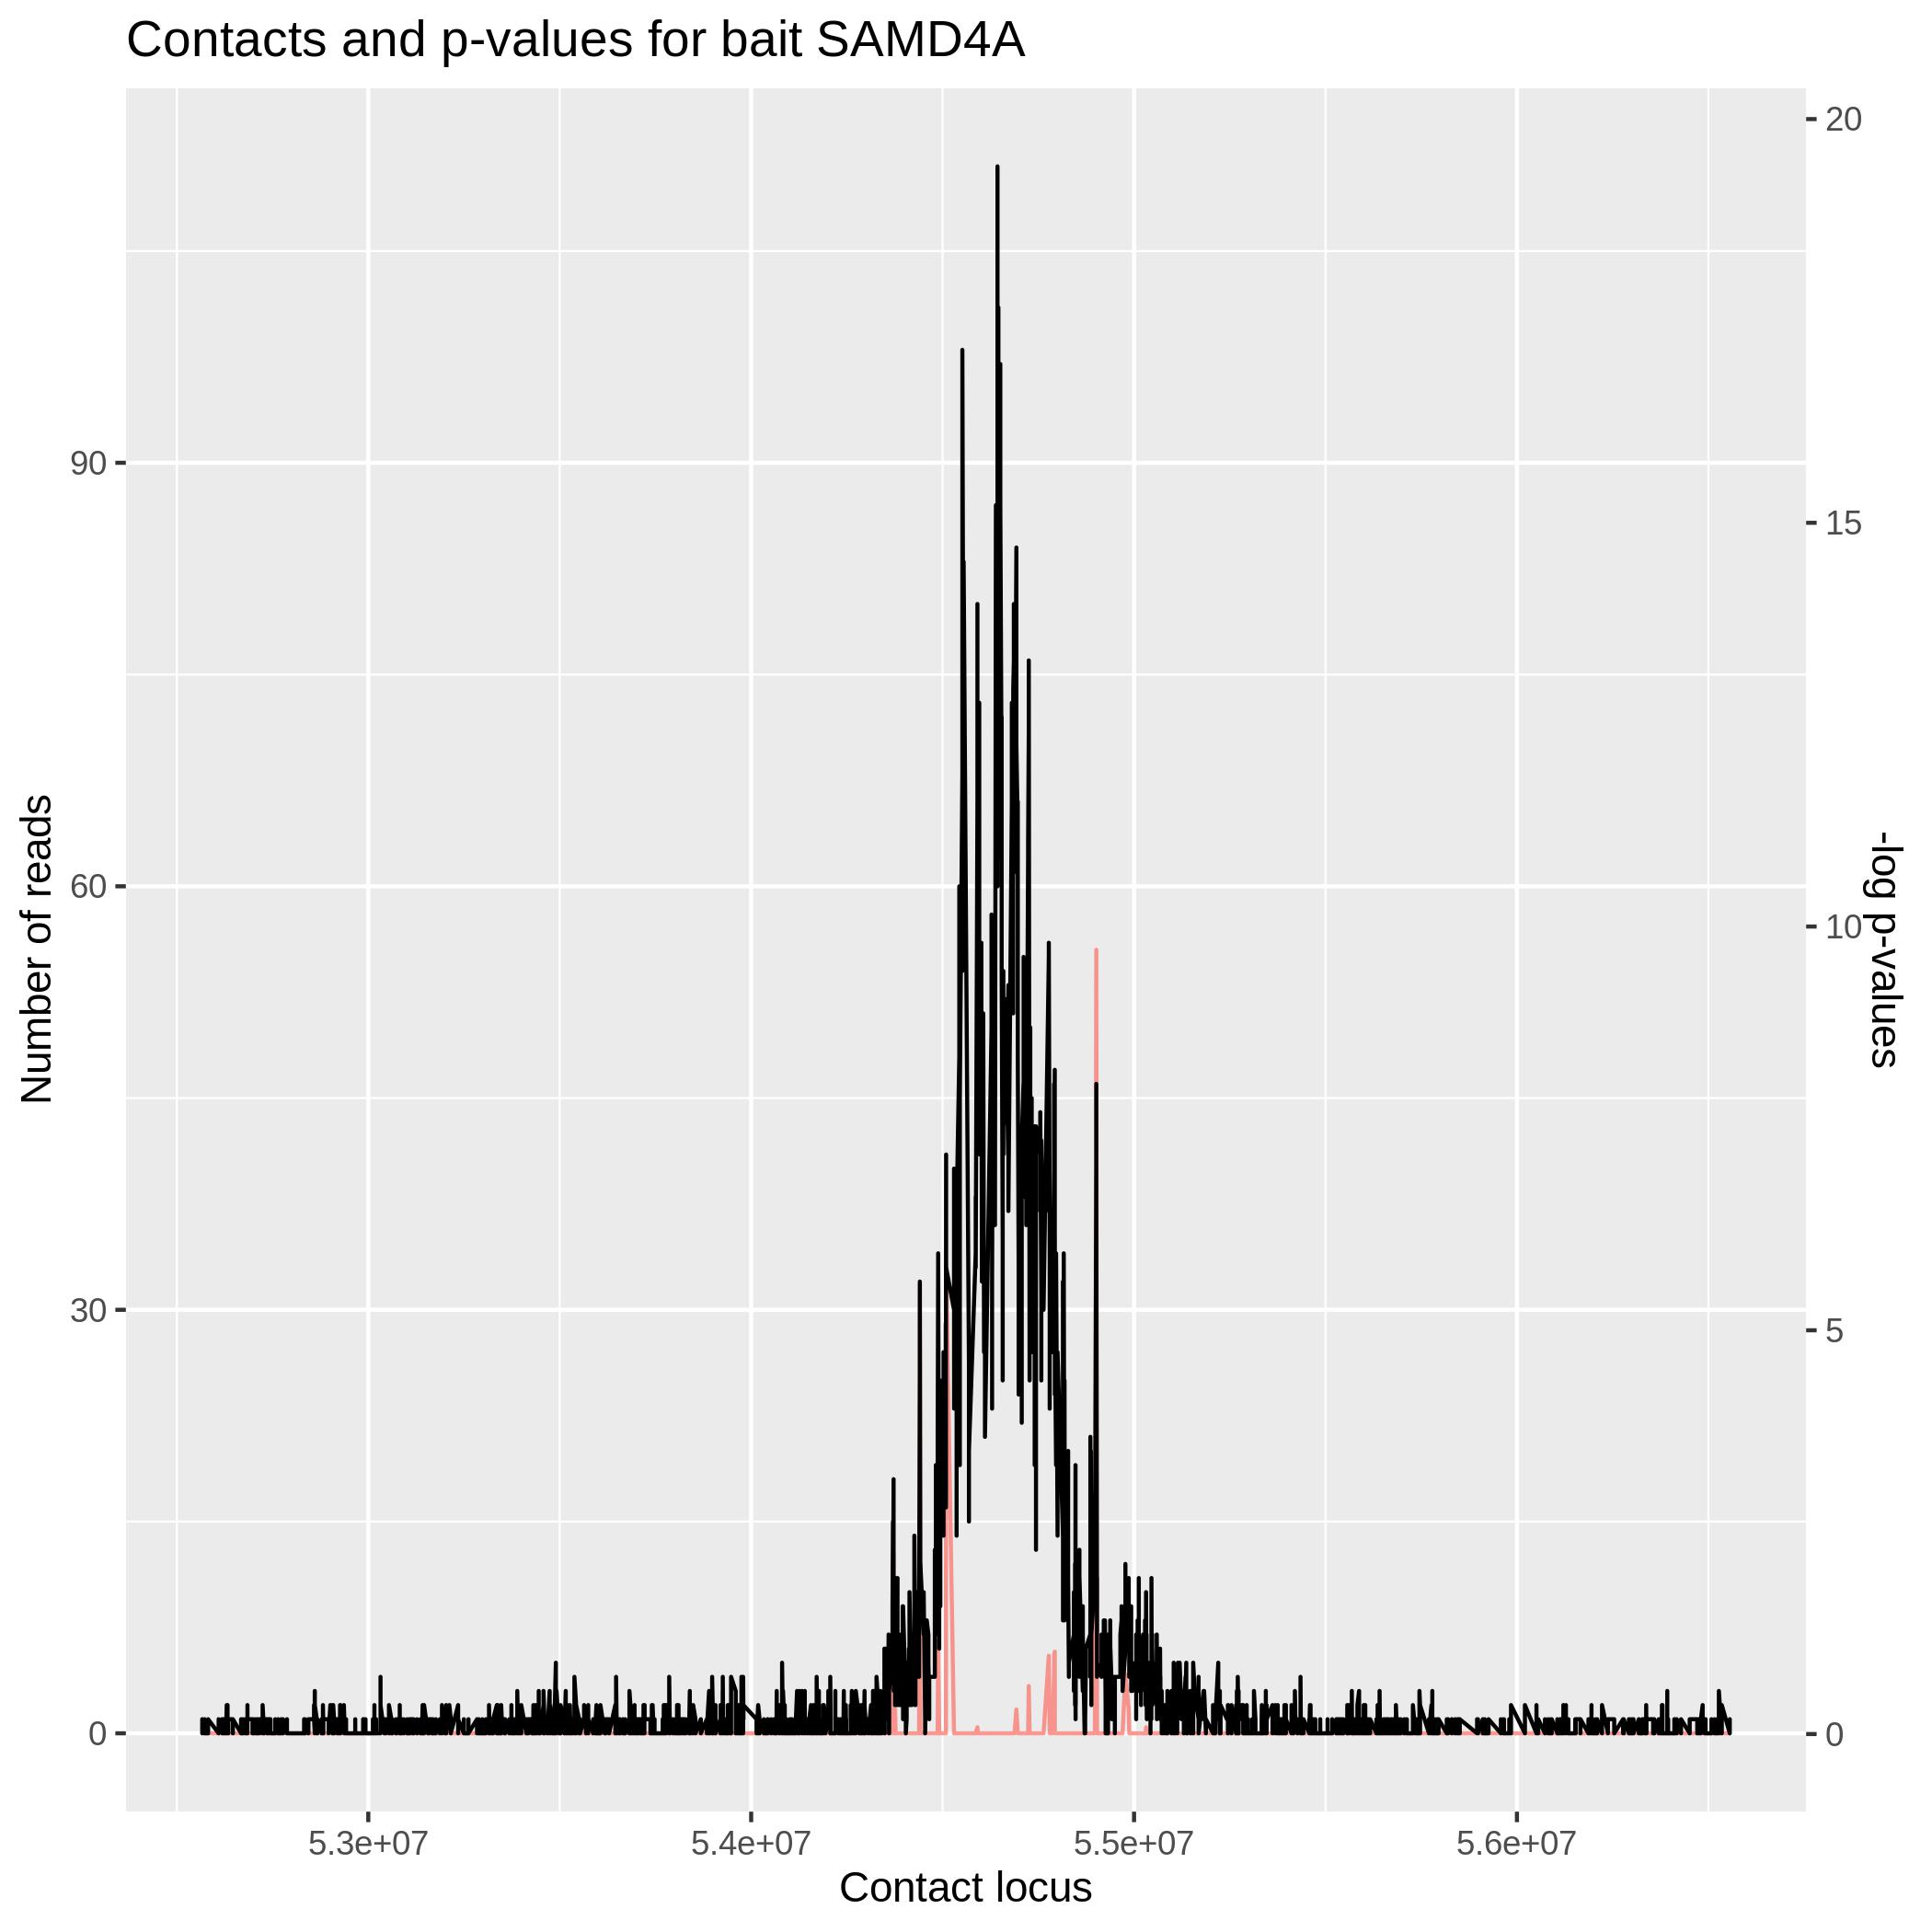 Contacts and p-values for bait SAMD4A
Number of reads
90
60
30
0
20
15
10
5
0
-log p-values
5.3e+07 5.4e+07 5.5e+07 5.6e+07
Contact locus